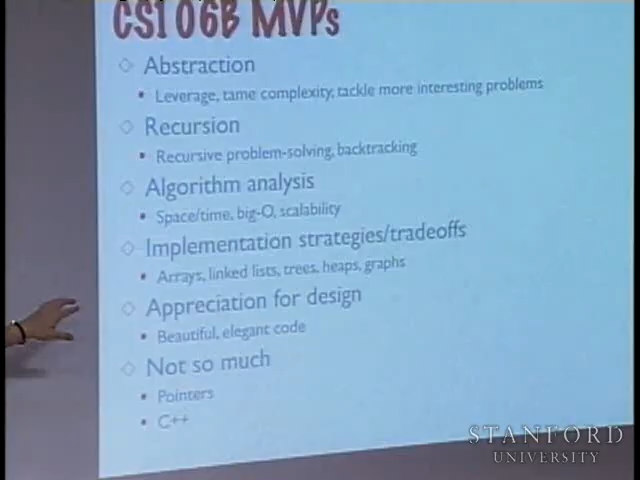 CS106B MVPs
Abstraction
Leverage, tame complexity, tackle more interesting problems
Recursion
Recursive problem-solving, backtracking
Algorithm analysis
Space/time, big-O, scalability
Implementation strategies/tradeoffs
Arrays, linked lists, trees, heaps, graphs
Appreciation for design
Beautiful, elegant code
Not so much
Pointers
C++
STANFORD
UNIVERSITY